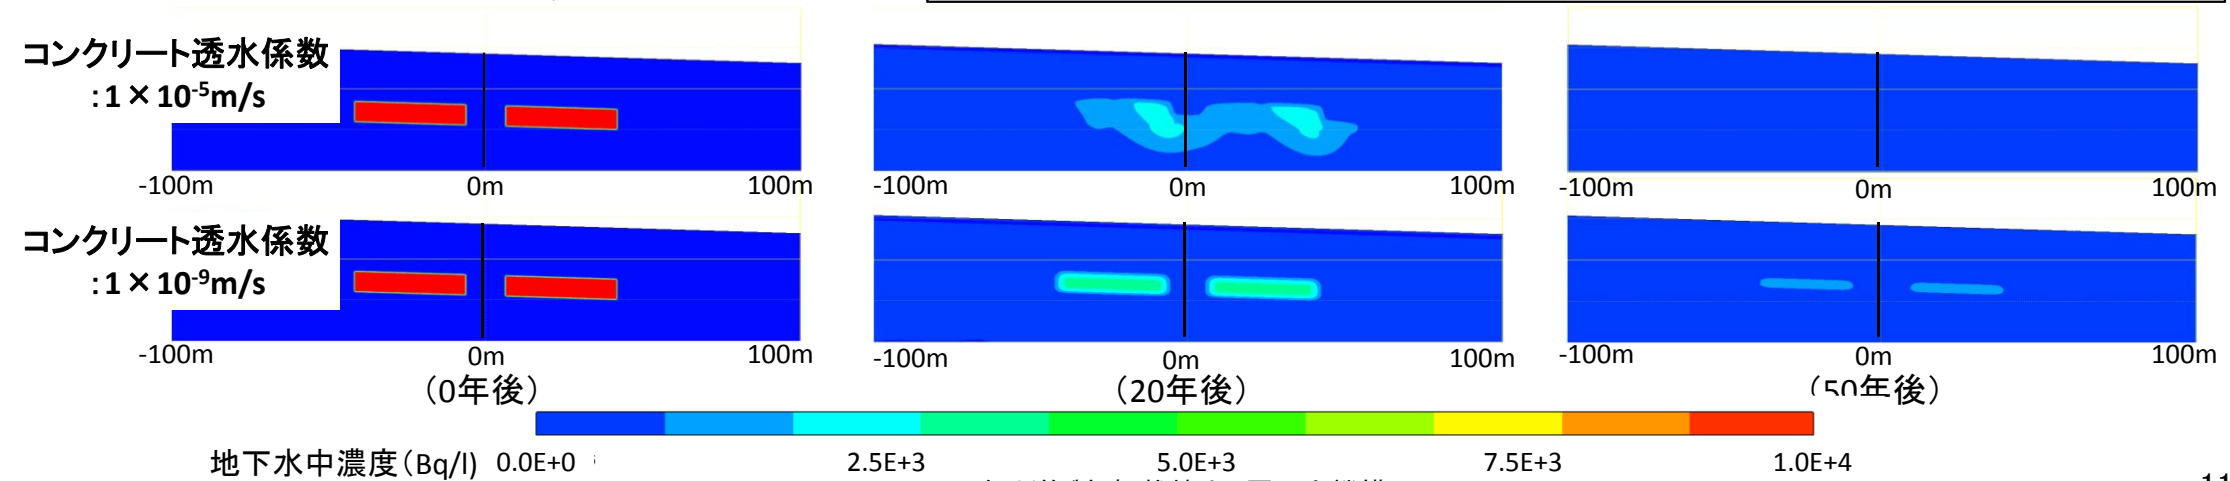 コンクリート透水係数
:1×10⁻⁵m/s
-100m 0m 100m -100m 0m 100m -100m 0m 100m
コンクリート透水係数
:1×10⁻⁹m/s
-100m 0m 100m -100m 0m 100m -100m 0m 100m
(0年後) (20年後) (50年後)
地下水中濃度(Bq/l) 0.0E+0 2.5E+3 5.0E+3 7.5E+3 1.0E+4